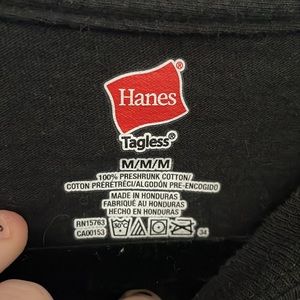 Hanes®
Tagless®
M/M/M
100% PRESHRUNK COTTON/
COTON PRÉRÉTRÉCI/ALGODÓN PRE-ENCOGIDO
MADE IN HONDURAS
FABRIQUÉ AU HONDURAS
HECHO EN HONDURAS
RN15763
CA00153
34